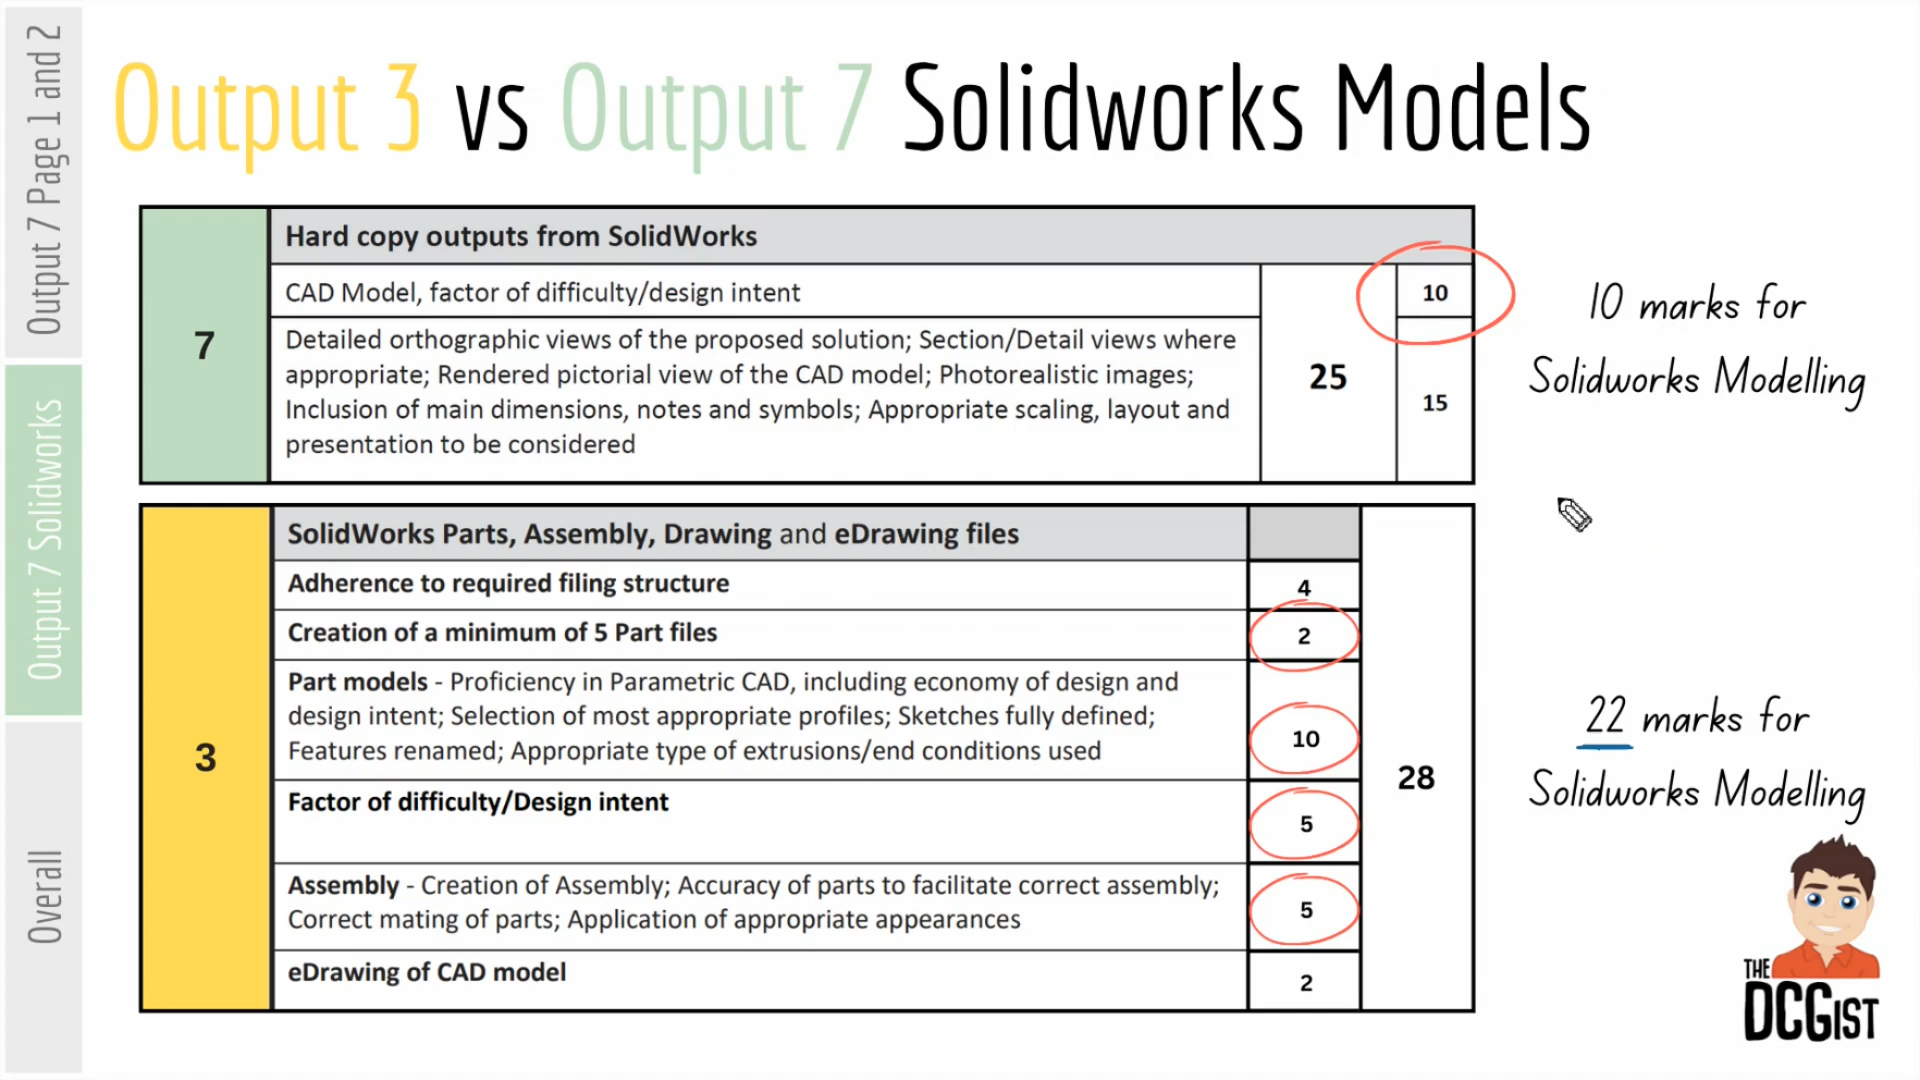 Output 7 Page 1 and 2
Output 7 Solidworks
Overall
Output 3 vs Output 7 Solidworks Models
7
Hard copy outputs from SolidWorks
CAD Model, factor of difficulty/design intent
10
Detailed orthographic views of the proposed solution; Section/Detail views where
appropriate; Rendered pictorial view of the CAD model; Photorealistic images;
Inclusion of main dimensions, notes and symbols; Appropriate scaling, layout and
presentation to be considered
25
15
10 marks for
Solidworks Modelling
3
SolidWorks Parts, Assembly, Drawing and eDrawing files
Adherence to required filing structure
4
Creation of a minimum of 5 Part files
2
Part models - Proficiency in Parametric CAD, including economy of design and
design intent; Selection of most appropriate profiles; Sketches fully defined;
Features renamed; Appropriate type of extrusions/end conditions used
10
Factor of difficulty/Design intent
5
Assembly - Creation of Assembly; Accuracy of parts to facilitate correct assembly;
Correct mating of parts; Application of appropriate appearances
5
eDrawing of CAD model
2
28
22 marks for
Solidworks Modelling
THE
DCGIST